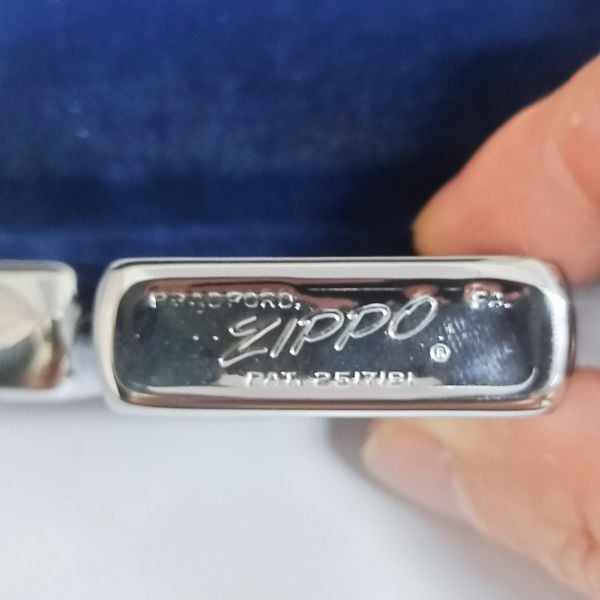 BRADFORD, PA.
ZIPPO ®
PAT. 2517191